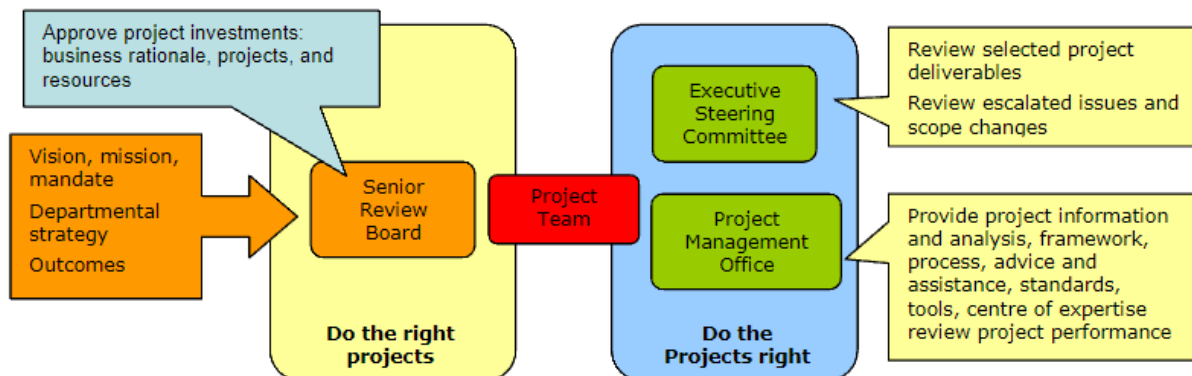 Approve project investments:
business rationale, projects, and
resources
Vision, mission,
mandate
Departmental
strategy
Outcomes
Senior
Review
Board
Do the right
projects
Project
Team
Executive
Steering
Committee
Project
Management
Office
Do the
Projects right
Review selected project
deliverables
Review escalated issues and
scope changes
Provide project information
and analysis, framework,
process, advice and
assistance, standards,
tools, centre of expertise
review project performance